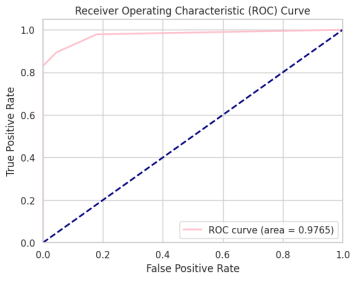 Receiver Operating Characteristic (ROC) Curve
1.0
0.8
0.6
0.4
0.2
0.0
True Positive Rate
0.0 0.2 0.4 0.6 0.8 1.0
False Positive Rate
ROC curve (area = 0.9765)